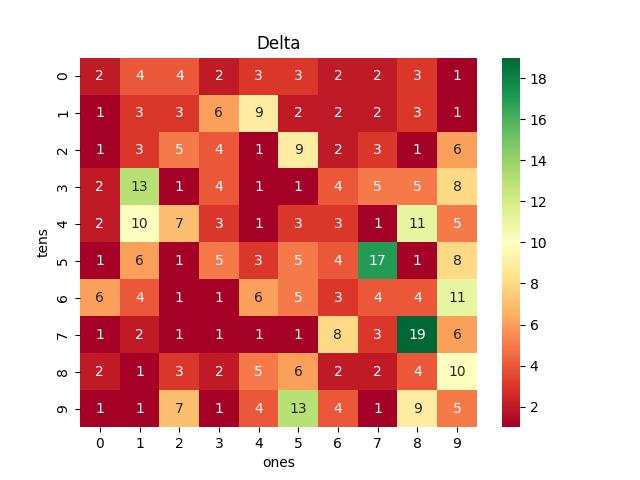 Delta
0 2 4 4 2 3 3 2 2 3 1
1 1 3 3 6 9 2 2 2 3 1
2 1 3 5 4 1 9 2 3 1 6
3 2 13 1 4 1 1 4 5 5 8
4 2 10 7 3 1 3 3 1 11 5
5 1 6 1 5 3 5 4 17 1 8
6 6 4 1 1 6 5 3 4 4 11
7 1 2 1 1 1 1 8 3 19 6
8 2 1 3 2 5 6 2 2 4 10
9 1 1 7 1 4 13 4 1 9 5
0 1 2 3 4 5 6 7 8 9
ones
tens
18
16
14
12
10
8
6
4
2